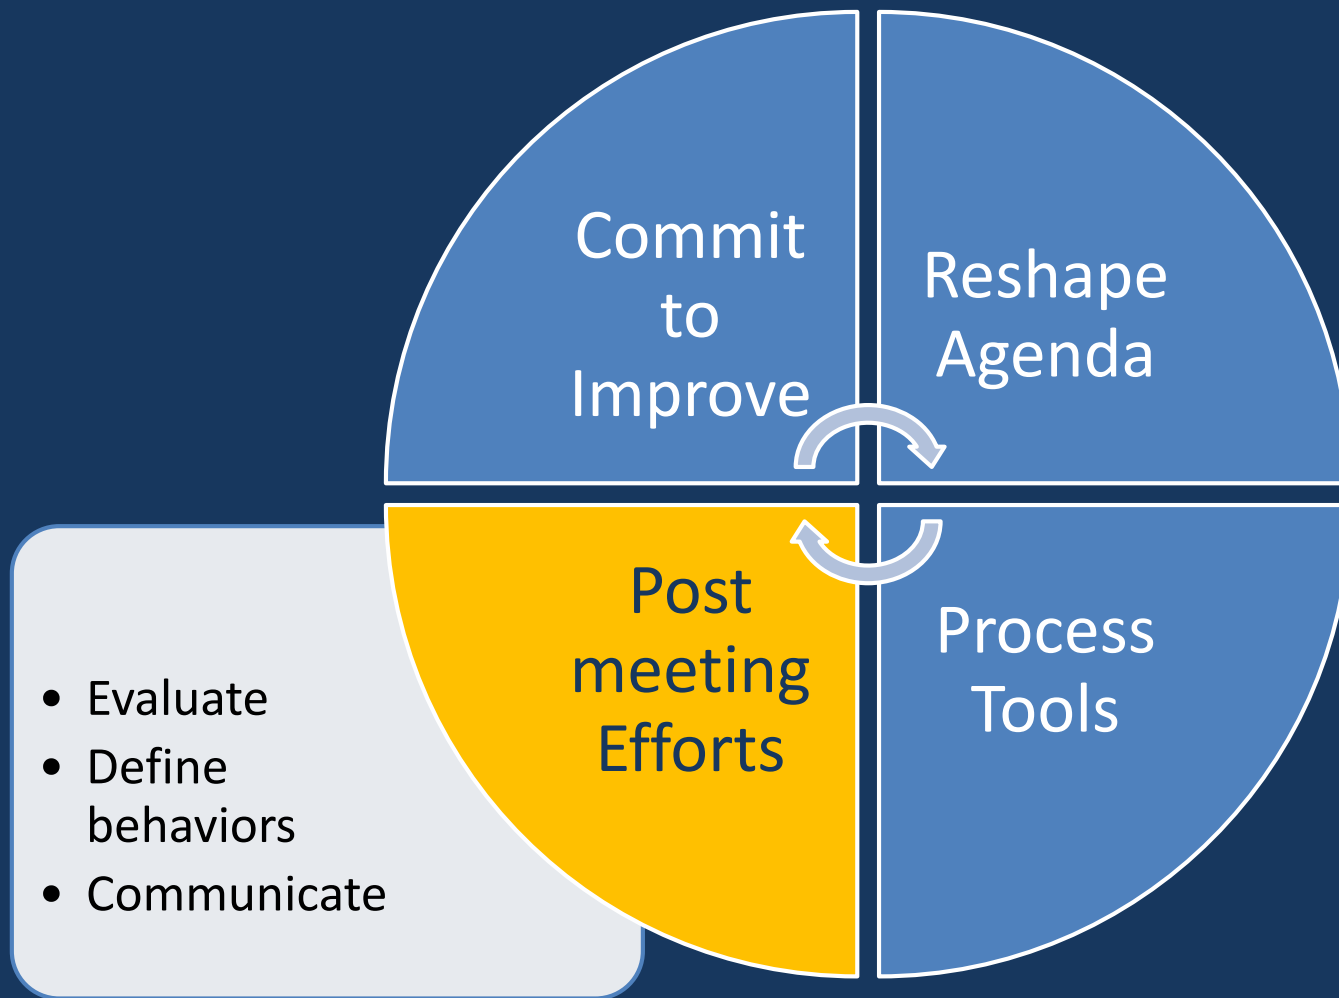 Commit
to
Improve
Reshape
Agenda
Post
meeting
Efforts
Process
Tools
• Evaluate
• Define
behaviors
• Communicate